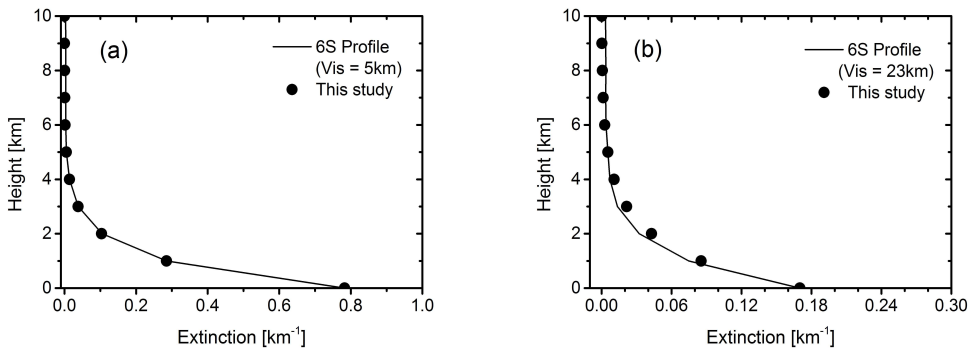 (a)
6S Profile
(Vis = 5km)
This study
10
8
6
4
2
0
Height [km]
0.0 0.2 0.4 0.6 0.8 1.0
Extinction [km⁻¹]
(b)
6S Profile
(Vis = 23km)
This study
10
8
6
4
2
0
Height [km]
0.00 0.06 0.12 0.18 0.24 0.30
Extinction [km⁻¹]